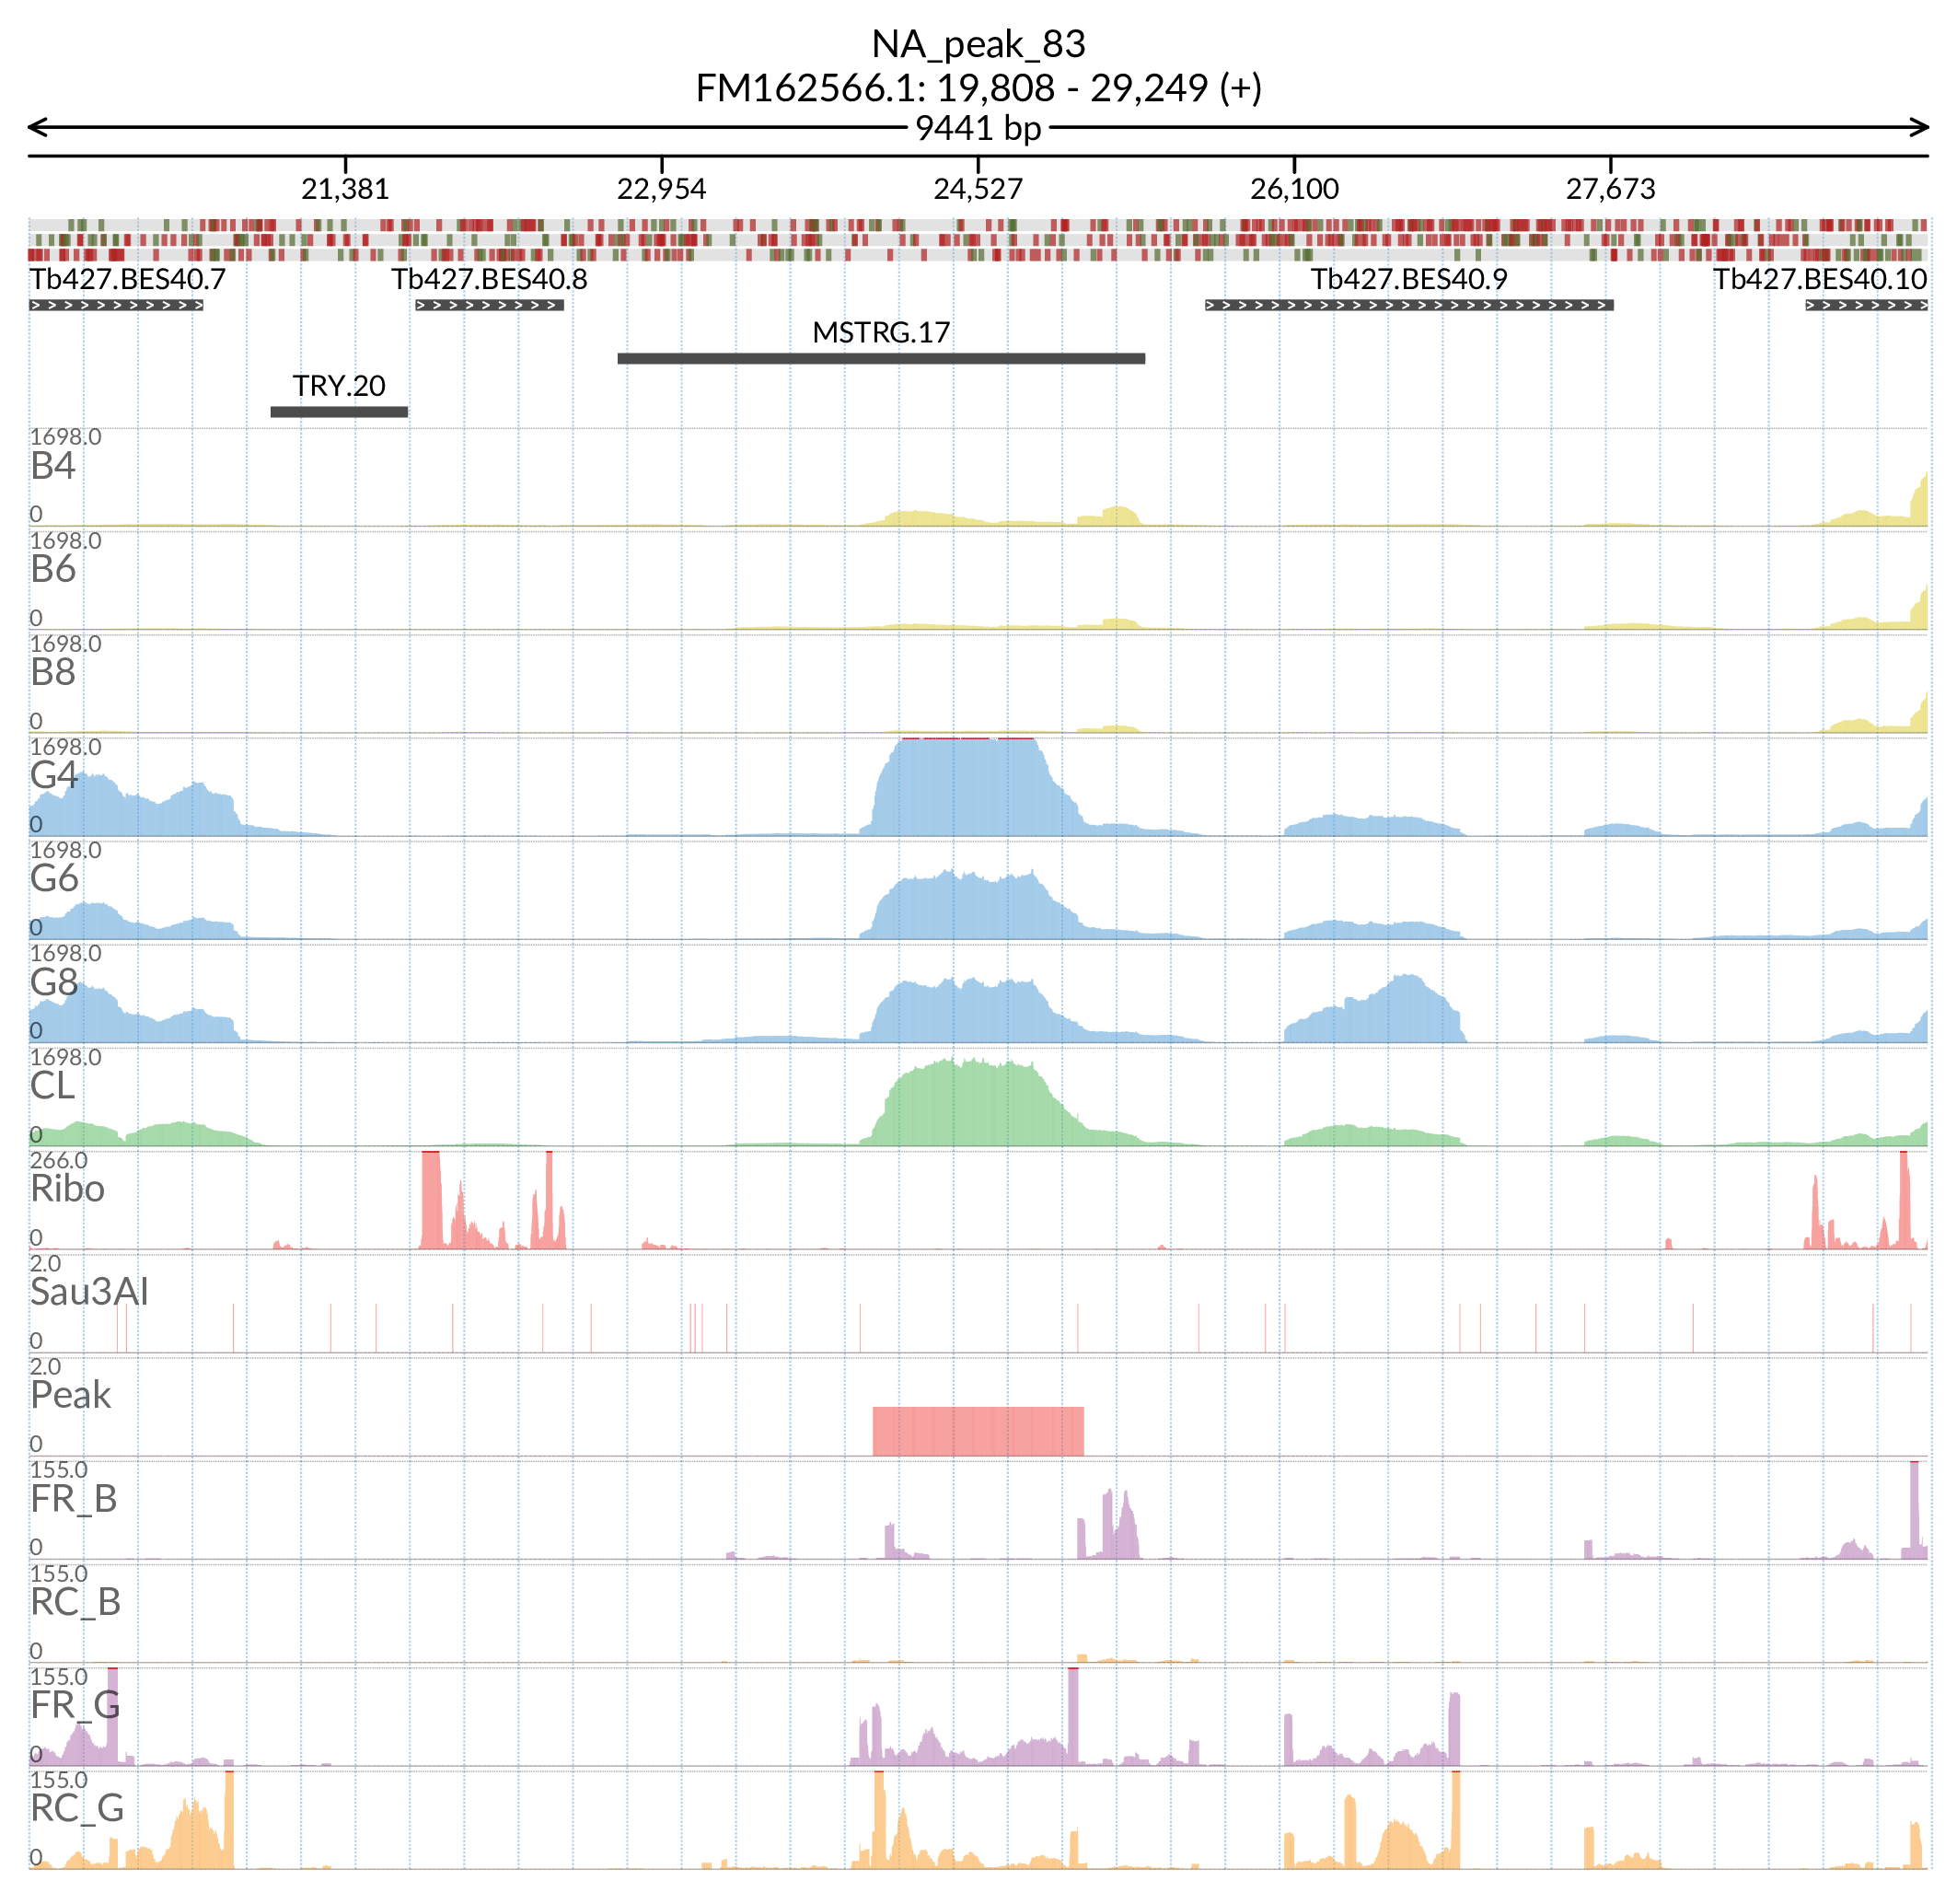 NA_peak_83
FM162566.1: 19,808 - 29,249 (+)
9441 bp
21,381 22,954 24,527 26,100 27,673
Tb427.BES40.7 Tb427.BES40.8 Tb427.BES40.9 Tb427.BES40.10
MSTRG.17
TRY.20
1698.0
B4
0
1698.0
B6
0
1698.0
B8
0
1698.0
G4
0
1698.0
G6
0
1698.0
G8
0
1698.0
CL
0
266.0
Ribo
0
2.0
Sau3AI
0
2.0
Peak
0
155.0
FR_B
0
155.0
RC_B
0
155.0
FR_G
0
155.0
RC_G
0